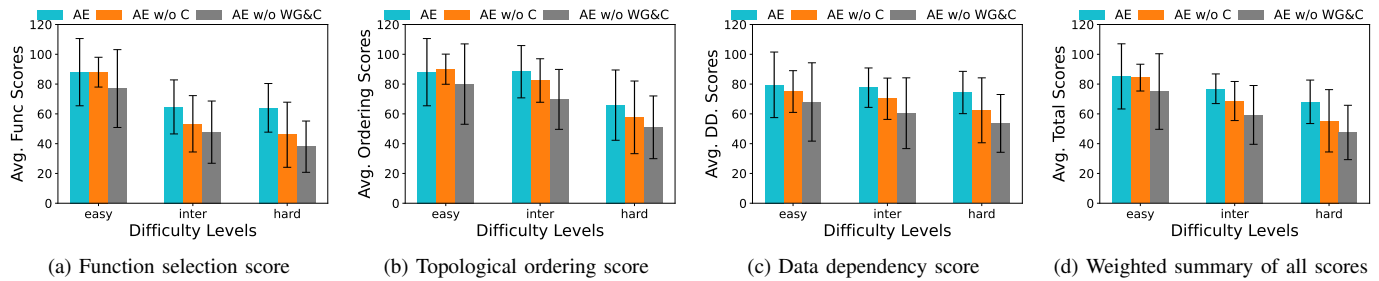 AE AE w/o C AE w/o WG&C
120
100
80
60
40
20
0
Avg. Func Scores
easy inter hard
Difficulty Levels
(a) Function selection score
AE AE w/o C AE w/o WG&C
120
100
80
60
40
20
0
Avg. Ordering Scores
easy inter hard
Difficulty Levels
(b) Topological ordering score
AE AE w/o C AE w/o WG&C
120
100
80
60
40
20
0
Avg. DD. Scores
easy inter hard
Difficulty Levels
(c) Data dependency score
AE AE w/o C AE w/o WG&C
120
100
80
60
40
20
0
Avg. Total Scores
easy inter hard
Difficulty Levels
(d) Weighted summary of all scores